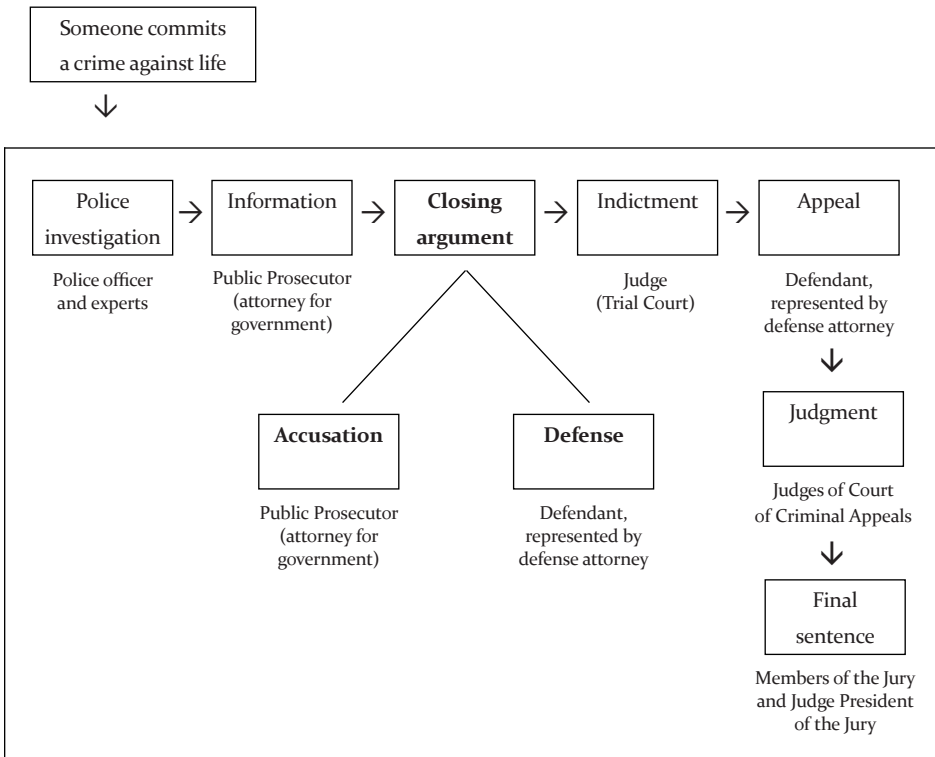 Someone commits
a crime against life
Police
investigation
Police officer
and experts
Information
Public Prosecutor
(attorney for
government)
Closing
argument
Indictment
Judge
(Trial Court)
Appeal
Defendant,
represented by
defense attorney
Accusation
Public Prosecutor
(attorney for
government)
Defense
Defendant,
represented by
defense attorney
Judgment
Judges of Court
of Criminal Appeals
Final
sentence
Members of the Jury
and Judge President
of the Jury